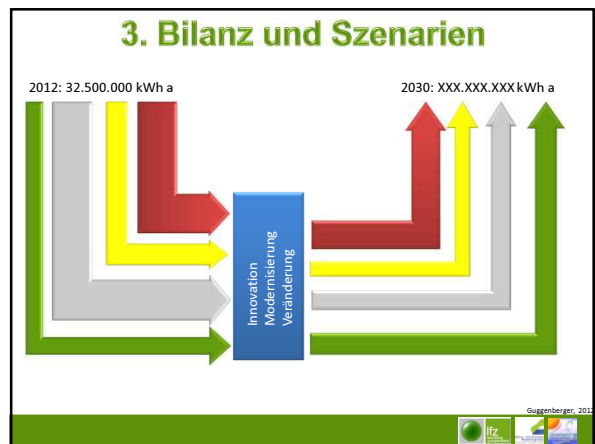 3. Bilanz und Szenarien
2012: 32.500.000 kWh a
2030: XXX.XXX.XXX kWh a
Innovation
Modernisierung
Veränderung
Guggenberger, 2012
lfz